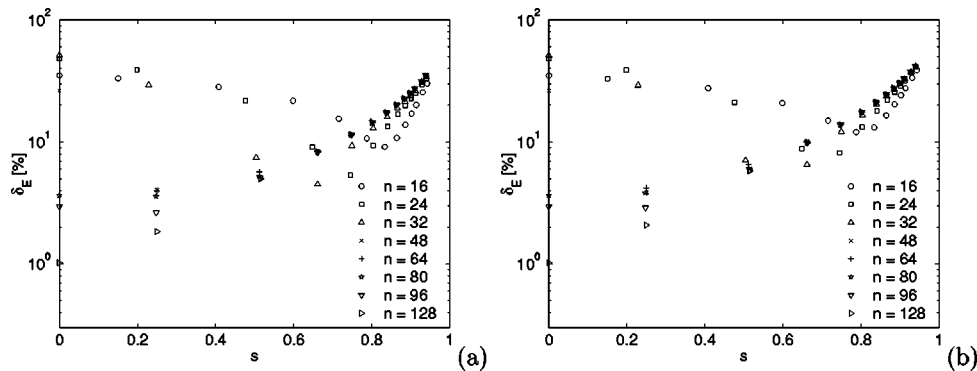 10²
10¹
10⁰
δ_E [%]
n = 16
n = 24
n = 32
n = 48
n = 64
n = 80
n = 96
n = 128
0 0.2 0.4 0.6 0.8 1
s
(a)
10²
10¹
10⁰
δ_E [%]
n = 16
n = 24
n = 32
n = 48
n = 64
n = 80
n = 96
n = 128
0 0.2 0.4 0.6 0.8 1
s
(b)